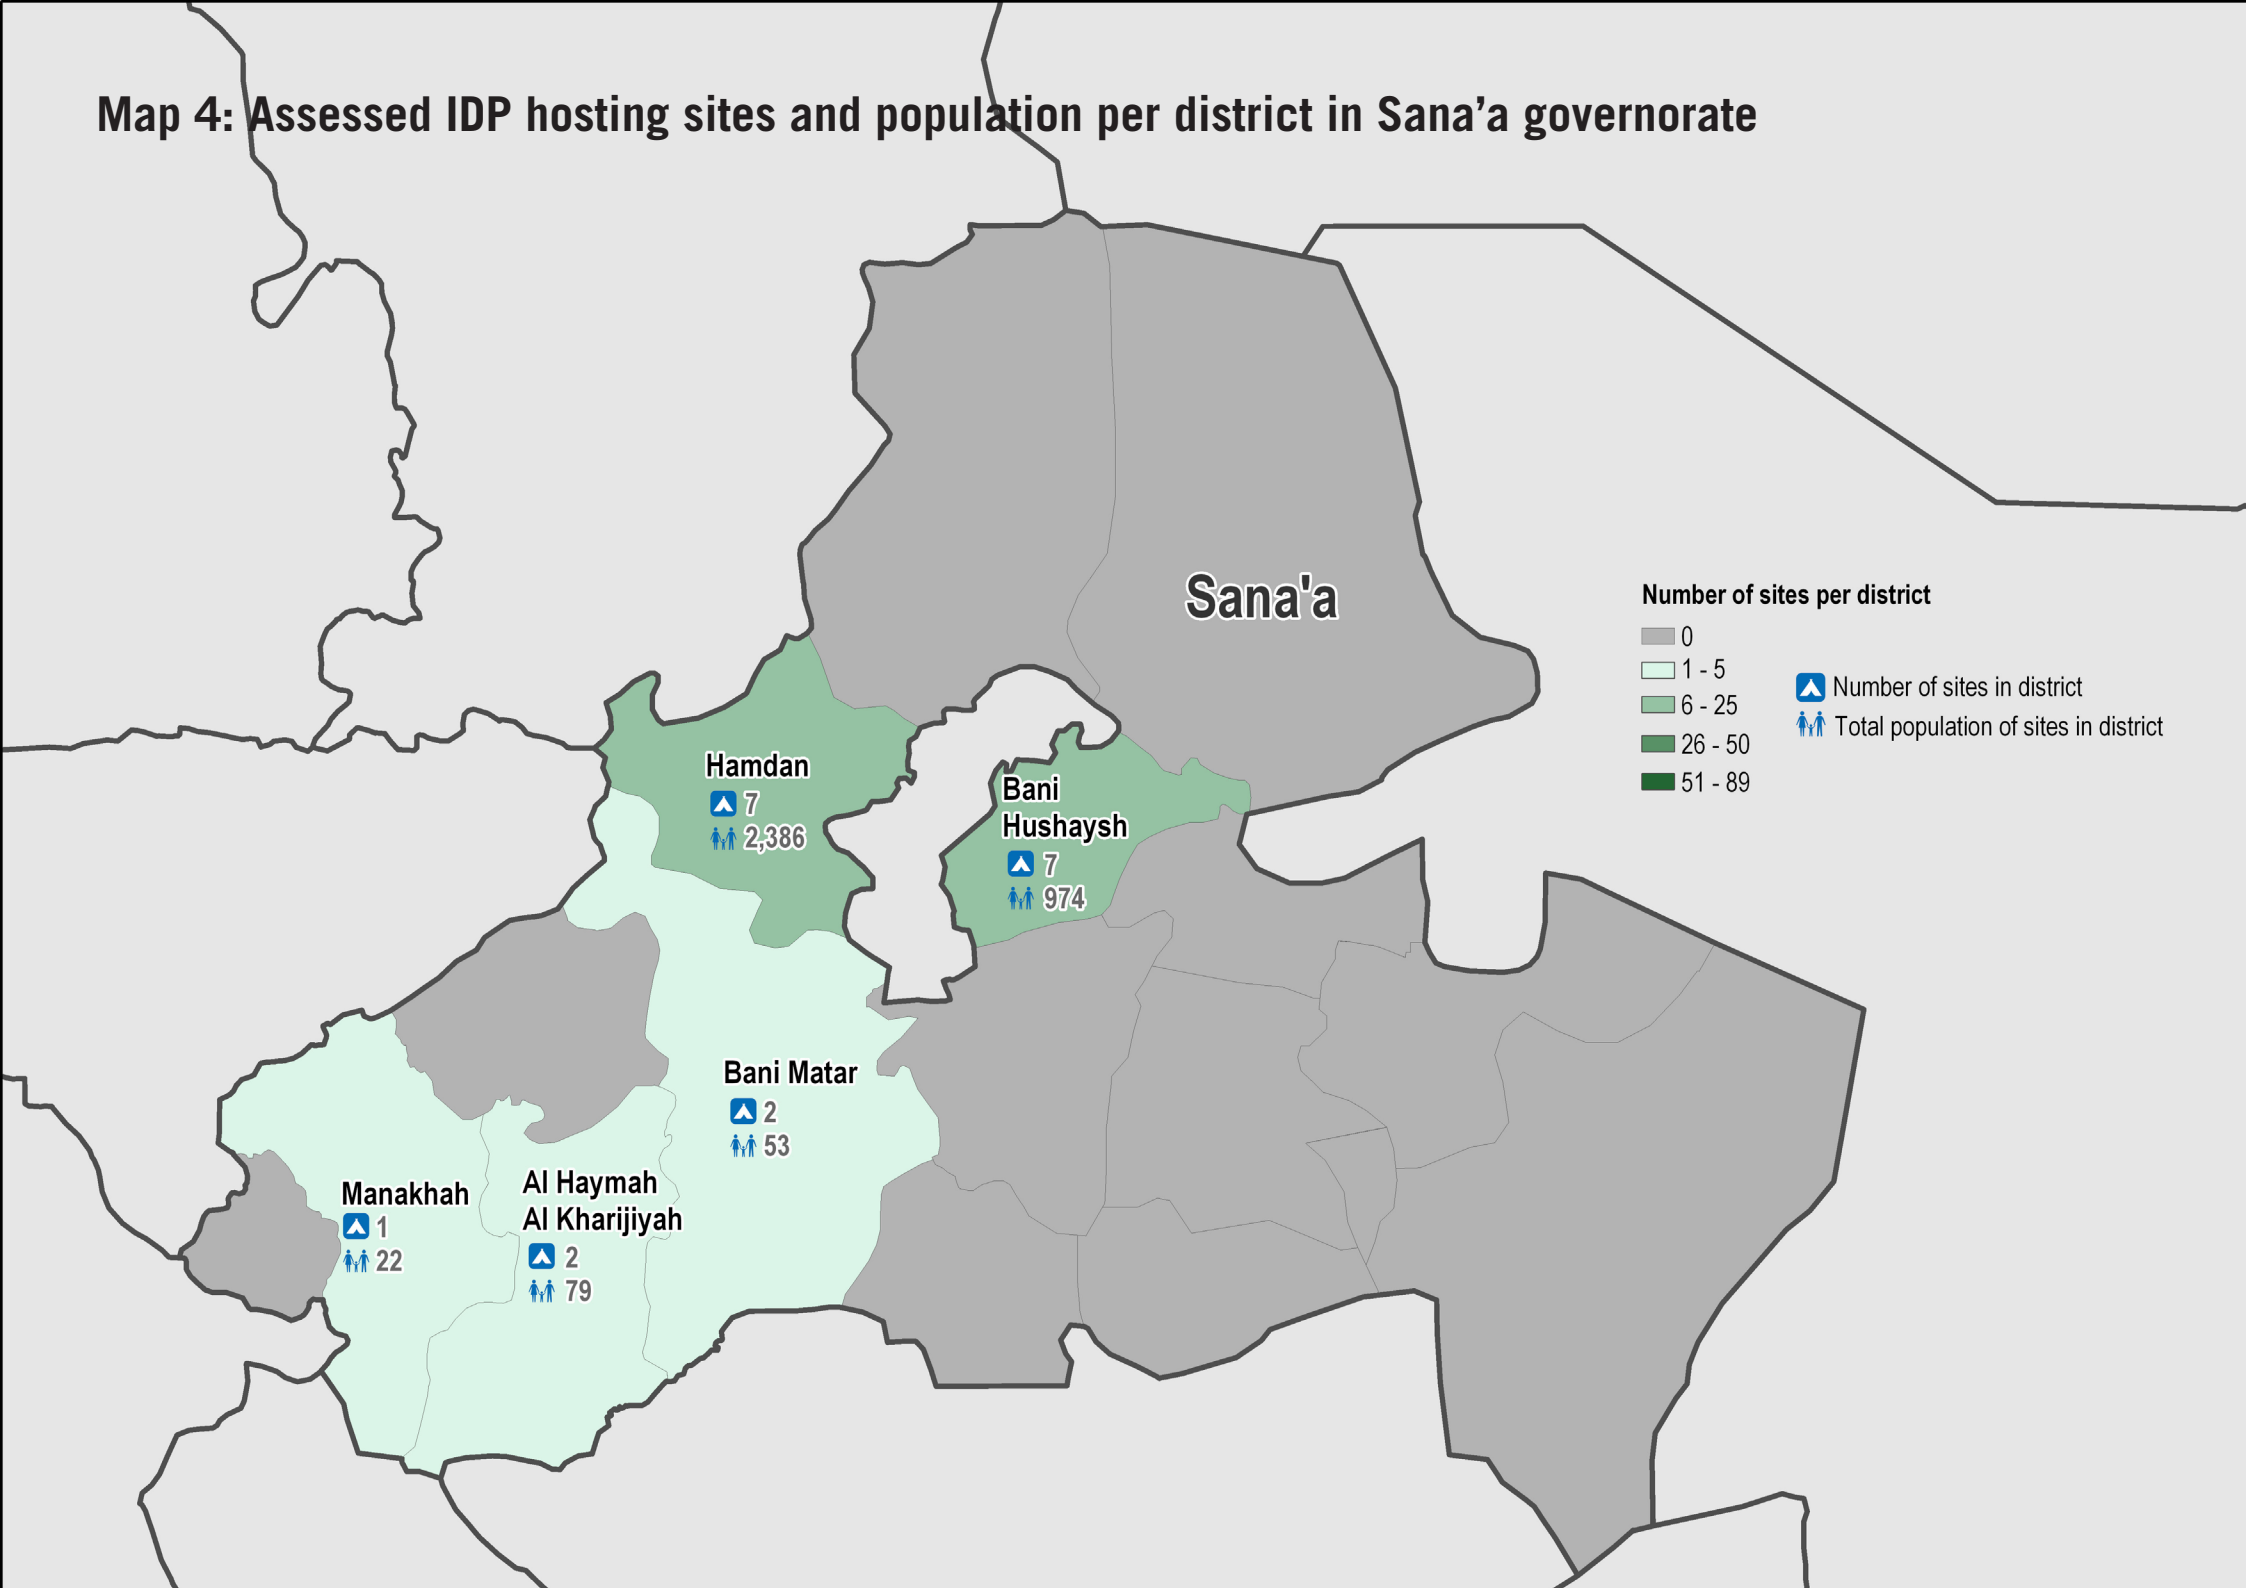 Map 4: Assessed IDP hosting sites and population per district in Sana’a governorate
Sana'a
Number of sites per district
0
1 - 5
6 - 25
26 - 50
51 - 89
Number of sites in district
Total population of sites in district
Hamdan
7
2,386
Bani
Hushaysh
7
974
Bani Matar
2
53
Manakhah
1
22
Al Haymah
Al Kharijiyah
2
79